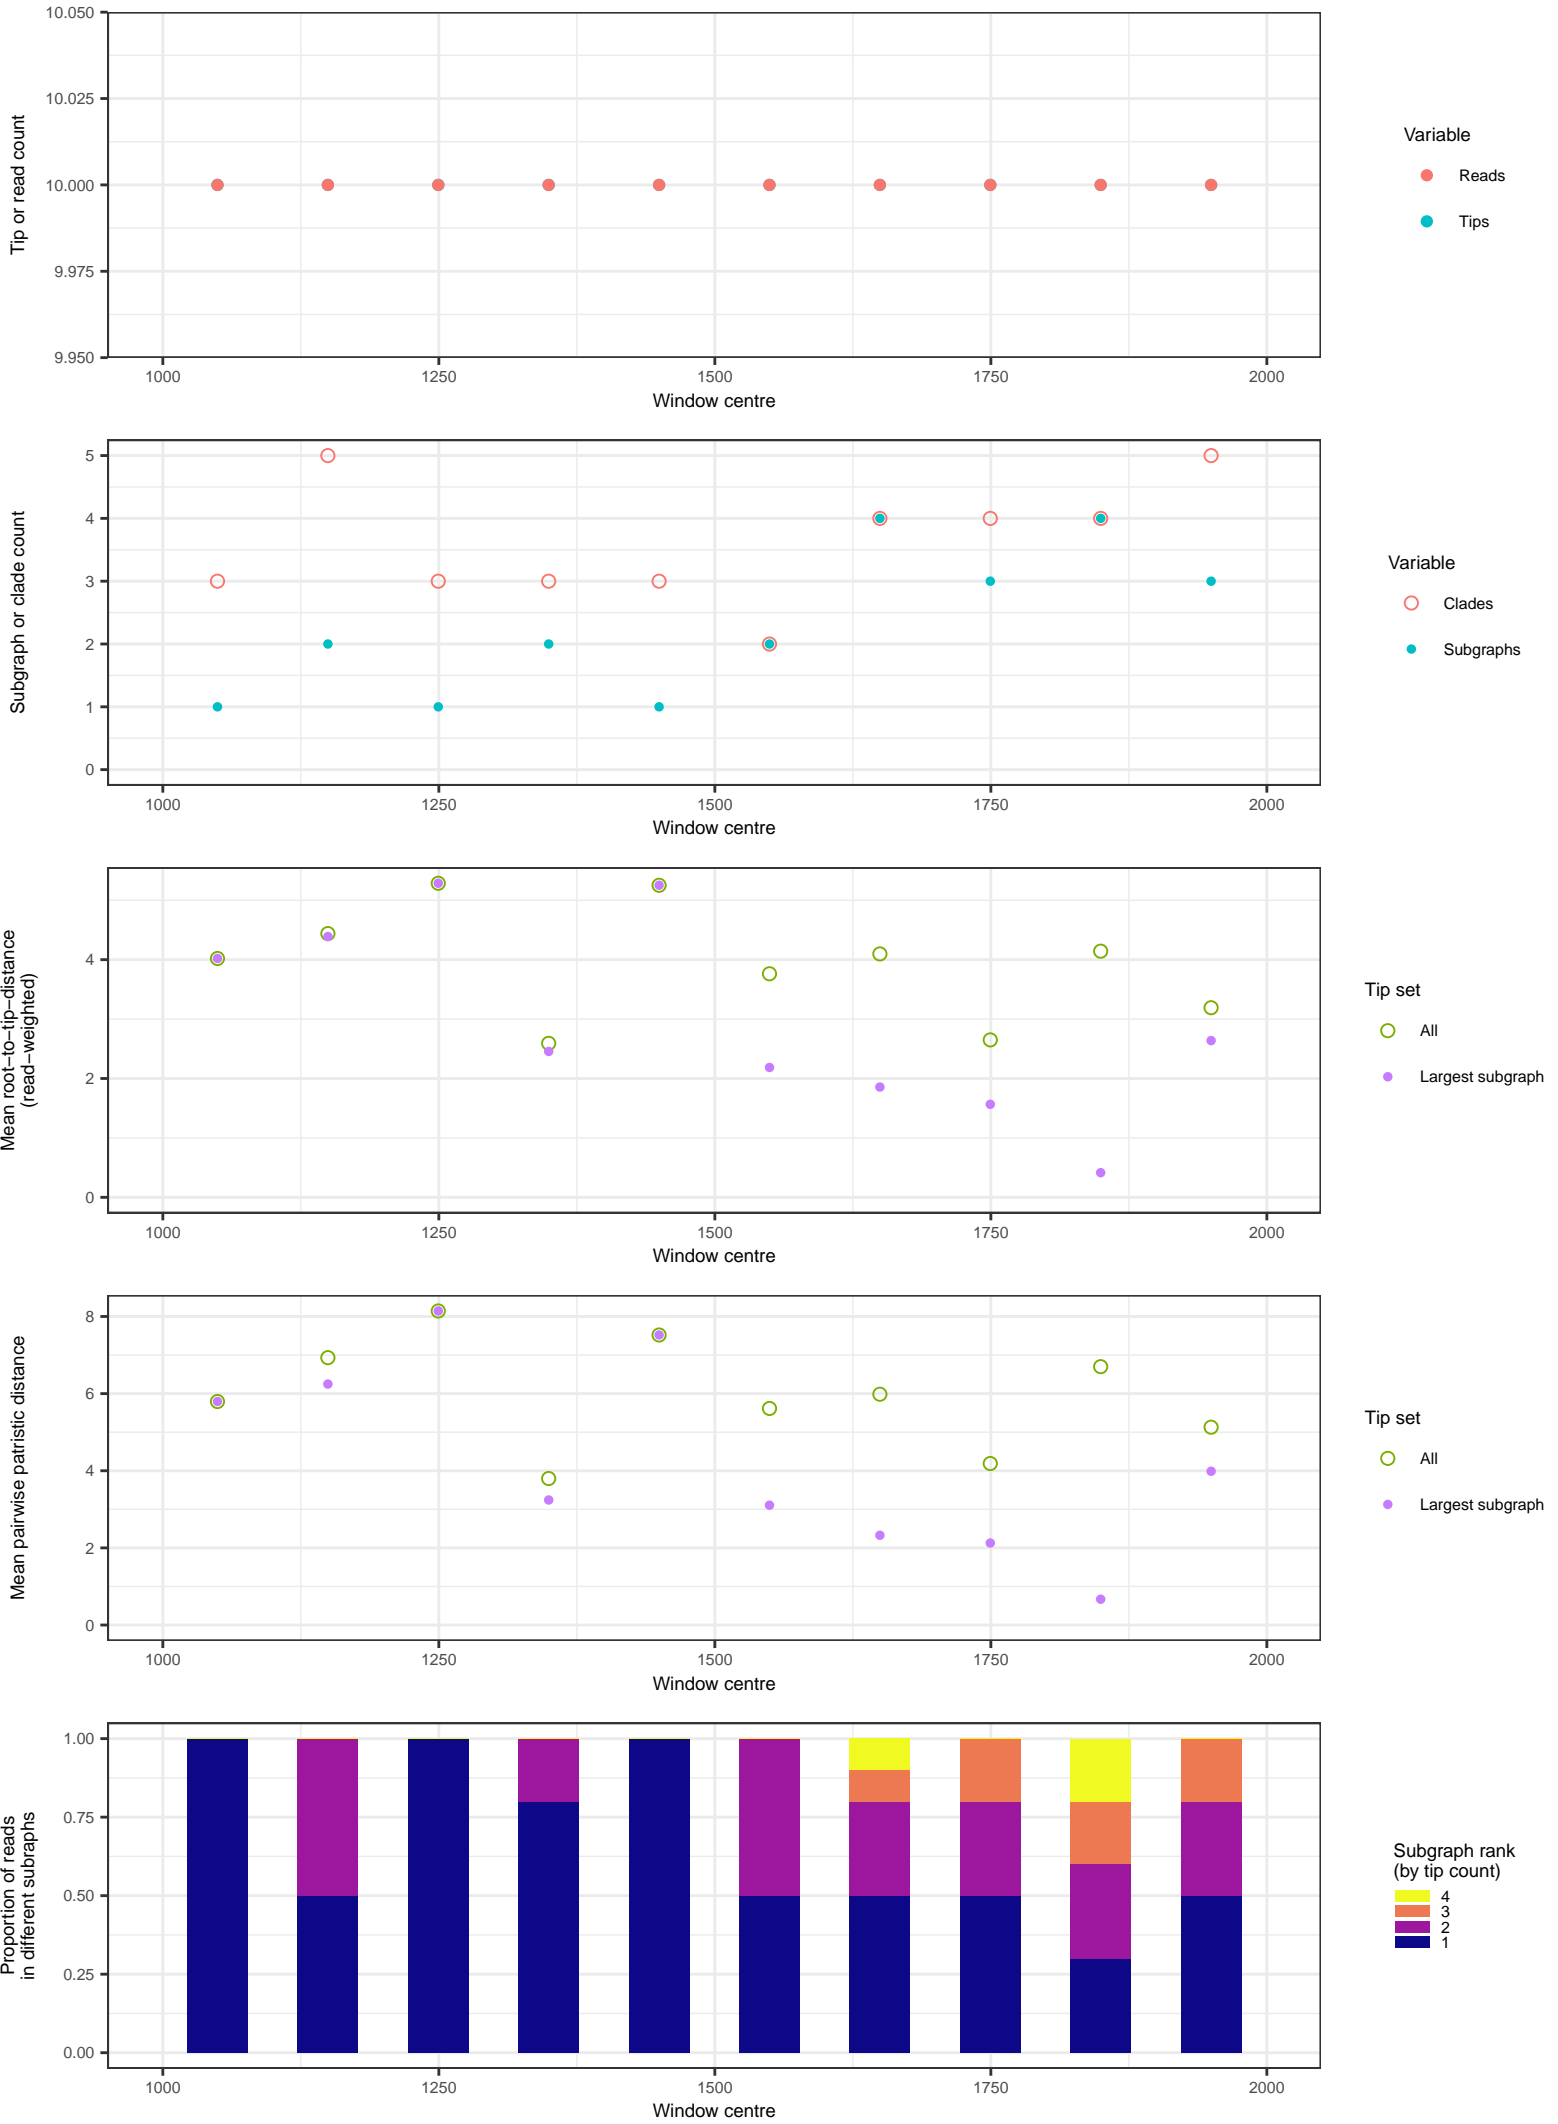 10.050
10.025
10.000
9.975
9.950
Tip or read count
1000 1250 1500 1750 2000
Window centre
Variable
Reads
Tips
5
4
3
2
1
0
Subgraph or clade count
1000 1250 1500 1750 2000
Window centre
Variable
Clades
Subgraphs
4
2
0
Mean root−to−tip−distance
(read−weighted)
1000 1250 1500 1750 2000
Window centre
Tip set
All
Largest subgraph
8
6
4
2
0
Mean pairwise patristic distance
1000 1250 1500 1750 2000
Window centre
Tip set
All
Largest subgraph
1.00
0.75
0.50
0.25
0.00
Proportion of reads
in different subraphs
1000 1250 1500 1750 2000
Window centre
Subgraph rank
(by tip count)
4
3
2
1